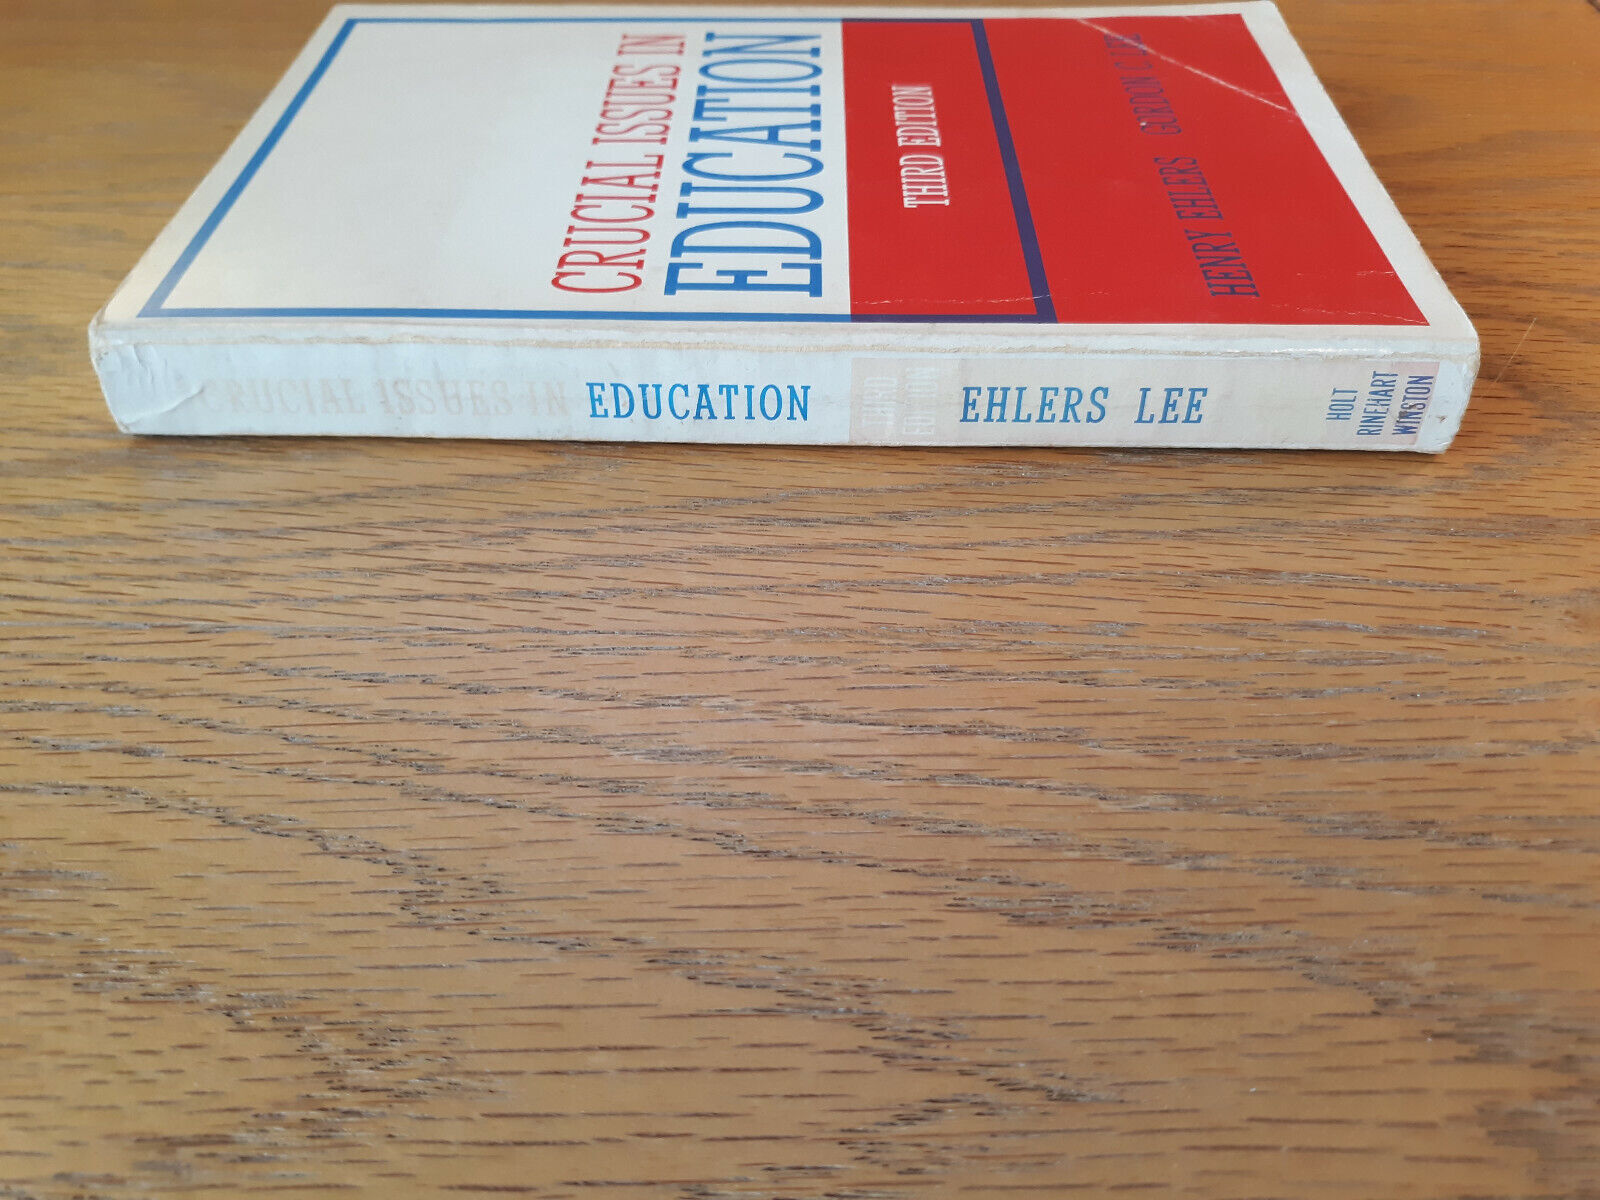 CRUCIAL ISSUES IN
EDUCATION
THIRD EDITION
HENRY EHLERS GORDON C LEE
CRUCIAL ISSUES IN EDUCATION
THIRD
EDITION
EHLERS LEE
HOLT
RINEHART
WINSTON